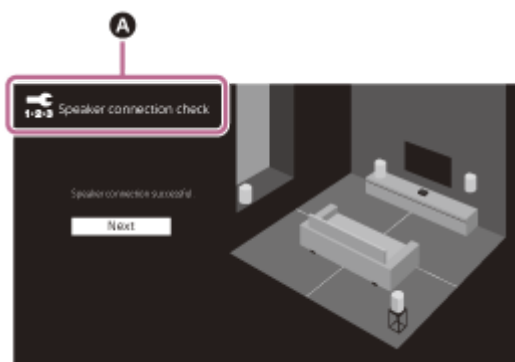 A
1·2·3
Speaker connection check
Speaker connection successful.
Next